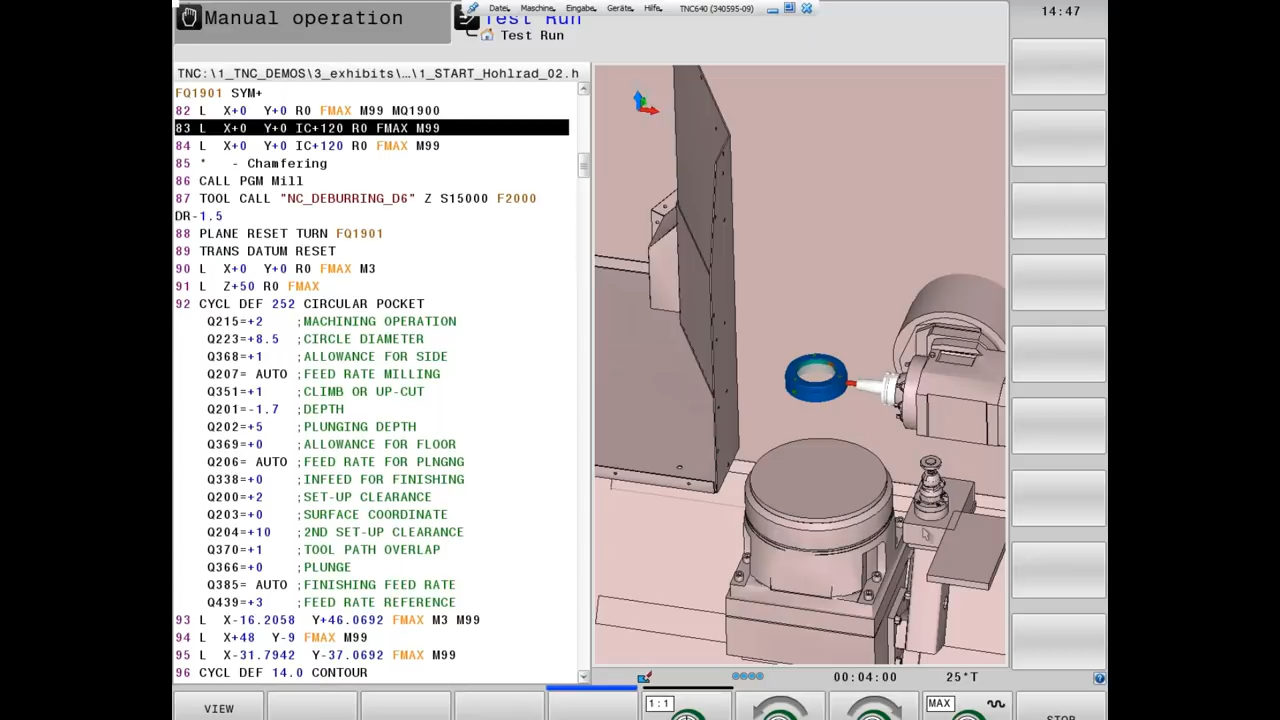 Manual operation
Datei Maschine Eingabe Geräte Hilfe TNC640 (340595-09)
Test Run
Test Run
14:47
TNC:\1_TNC_DEMOS\3_exhibits\...\1_START_Hohlrad_02.h
FQ1901 SYM+
82 L X+0 Y+0 R0 FMAX M99 MQ1900
83 L X+0 Y+0 IC+120 R0 FMAX M99
84 L X+0 Y+0 IC+120 R0 FMAX M99
85 * - Chamfering
86 CALL PGM Mill
87 TOOL CALL "NC_DEBURRING_D6" Z S15000 F2000
DR-1.5
88 PLANE RESET TURN FQ1901
89 TRANS DATUM RESET
90 L X+0 Y+0 R0 FMAX M3
91 L Z+50 R0 FMAX
92 CYCL DEF 252 CIRCULAR POCKET
Q215=+2 ;MACHINING OPERATION
Q223=+8.5 ;CIRCLE DIAMETER
Q368=+1 ;ALLOWANCE FOR SIDE
Q207= AUTO ;FEED RATE MILLING
Q351=+1 ;CLIMB OR UP-CUT
Q201=-1.7 ;DEPTH
Q202=+5 ;PLUNGING DEPTH
Q369=+0 ;ALLOWANCE FOR FLOOR
Q206= AUTO ;FEED RATE FOR PLNGNG
Q338=+0 ;INFEED FOR FINISHING
Q200=+2 ;SET-UP CLEARANCE
Q203=+0 ;SURFACE COORDINATE
Q204=+10 ;2ND SET-UP CLEARANCE
Q370=+1 ;TOOL PATH OVERLAP
Q366=+0 ;PLUNGE
Q385= AUTO ;FINISHING FEED RATE
Q439=+3 ;FEED RATE REFERENCE
93 L X-16.2058 Y+46.0692 FMAX M3 M99
94 L X+48 Y-9 FMAX M99
95 L X-31.7942 Y-37.0692 FMAX M99
96 CYCL DEF 14.0 CONTOUR
00:04:00 25*T
VIEW
1:1
MAX
STOP